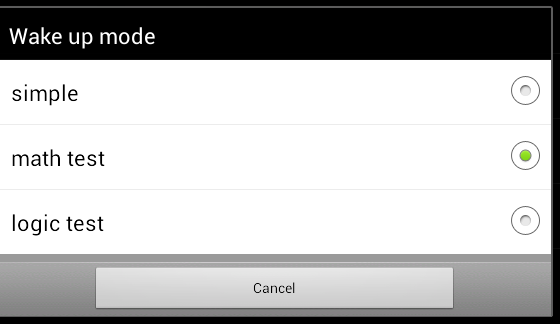 Wake up mode
simple
math test
logic test
Cancel